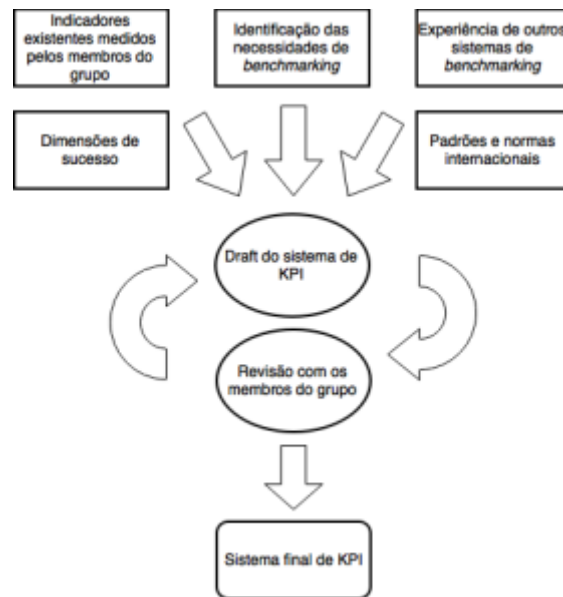 Indicadores
existentes medidos
pelos membros do
grupo
Identificação das
necessidades de
benchmarking
Experiência de outros
sistemas de
benchmarking
Dimensões de
sucesso
Padrões e normas
internacionais
Draft do sistema de
KPI
Revisão com os
membros do grupo
Sistema final de KPI